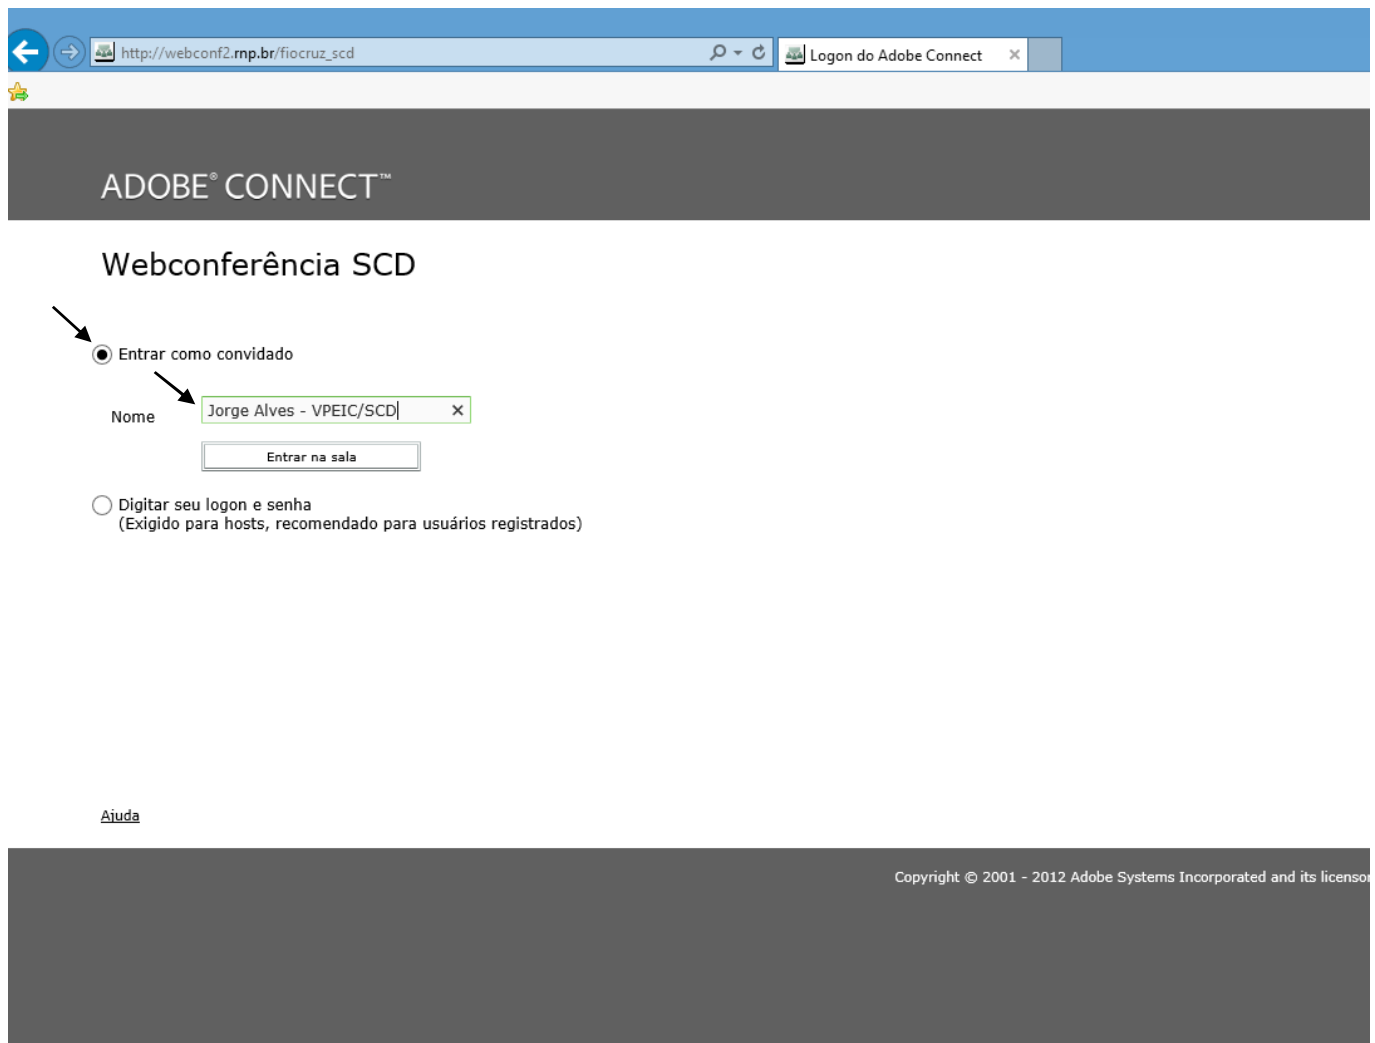 http://webconf2.rnp.br/fiocruz_scd
Logon do Adobe Connect
ADOBE® CONNECT™
Webconferência SCD
Entrar como convidado
Nome
Jorge Alves - VPEIC/SCD
Entrar na sala
Digitar seu logon e senha
(Exigido para hosts, recomendado para usuários registrados)
Ajuda
Copyright © 2001 - 2012 Adobe Systems Incorporated and its licensor